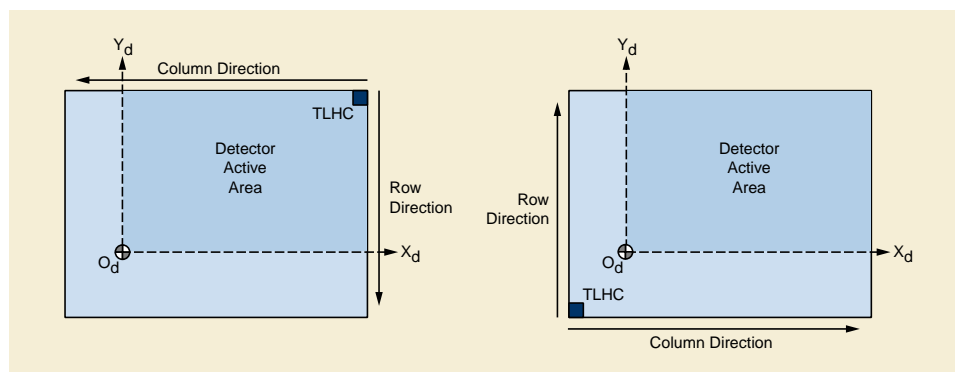 Yd
Column Direction
TLHC
Detector
Active
Area
Row
Direction
Xd
Od
Yd
Detector
Active
Area
Row
Direction
Xd
Od
TLHC
Column Direction